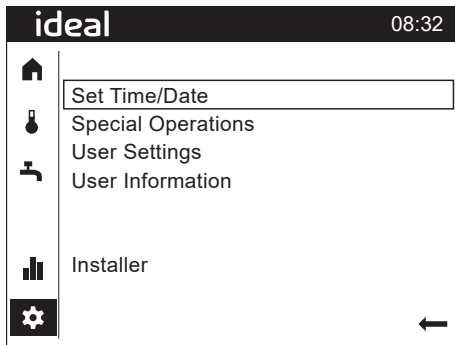 ideal 08:32
Set Time/Date
Special Operations
User Settings
User Information
Installer